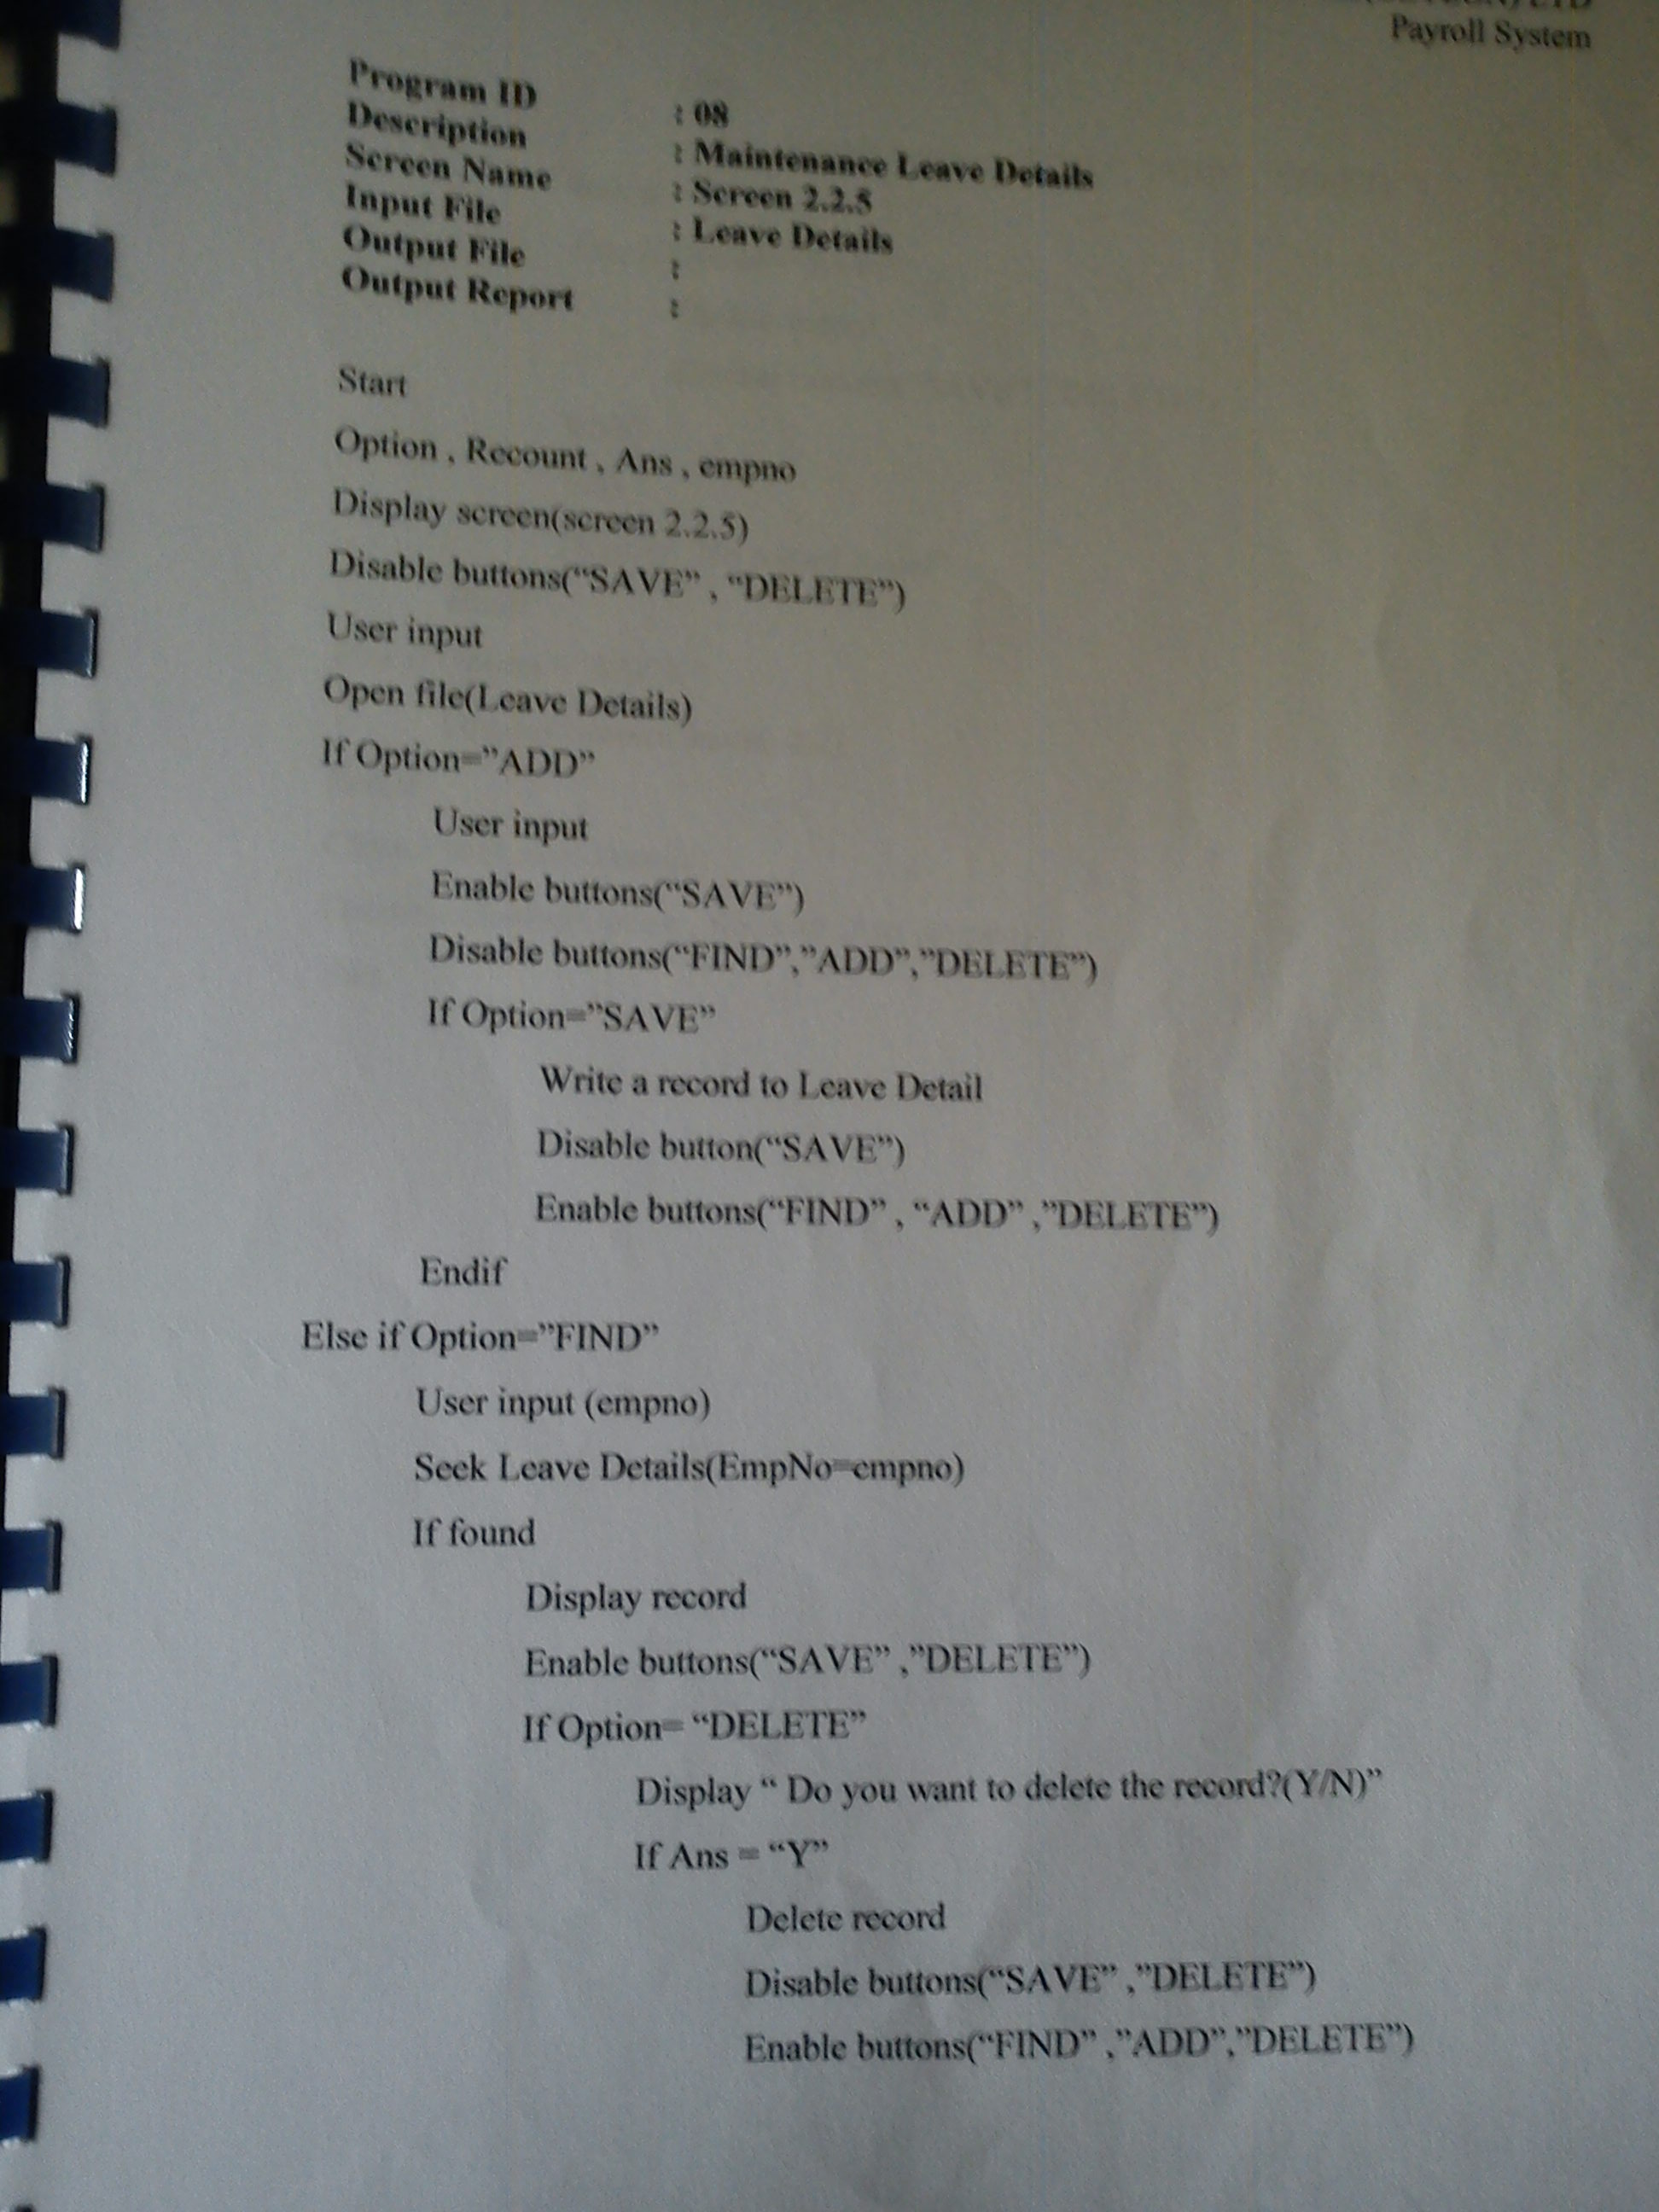 LTD
Payroll System
Program ID : 08
Description : Maintenance Leave Details
Screen Name : Screen 2.2.5
Input File : Leave Details
Output File :
Output Report :
Start
Option , Recount , Ans , empno
Display screen(screen 2.2.5)
Disable buttons(“SAVE” , “DELETE”)
User input
Open file(Leave Details)
If Option=”ADD”
User input
Enable buttons(“SAVE”)
Disable buttons(“FIND”,”ADD”,”DELETE”)
If Option=”SAVE”
Write a record to Leave Detail
Disable button(“SAVE”)
Enable buttons(“FIND” , “ADD” ,”DELETE”)
Endif
Else if Option=”FIND”
User input (empno)
Seek Leave Details(EmpNo=empno)
If found
Display record
Enable buttons(“SAVE” ,”DELETE”)
If Option= “DELETE”
Display “ Do you want to delete the record?(Y/N)”
If Ans = “Y”
Delete record
Disable buttons(“SAVE” ,”DELETE”)
Enable buttons(“FIND” ,”ADD”,”DELETE”)